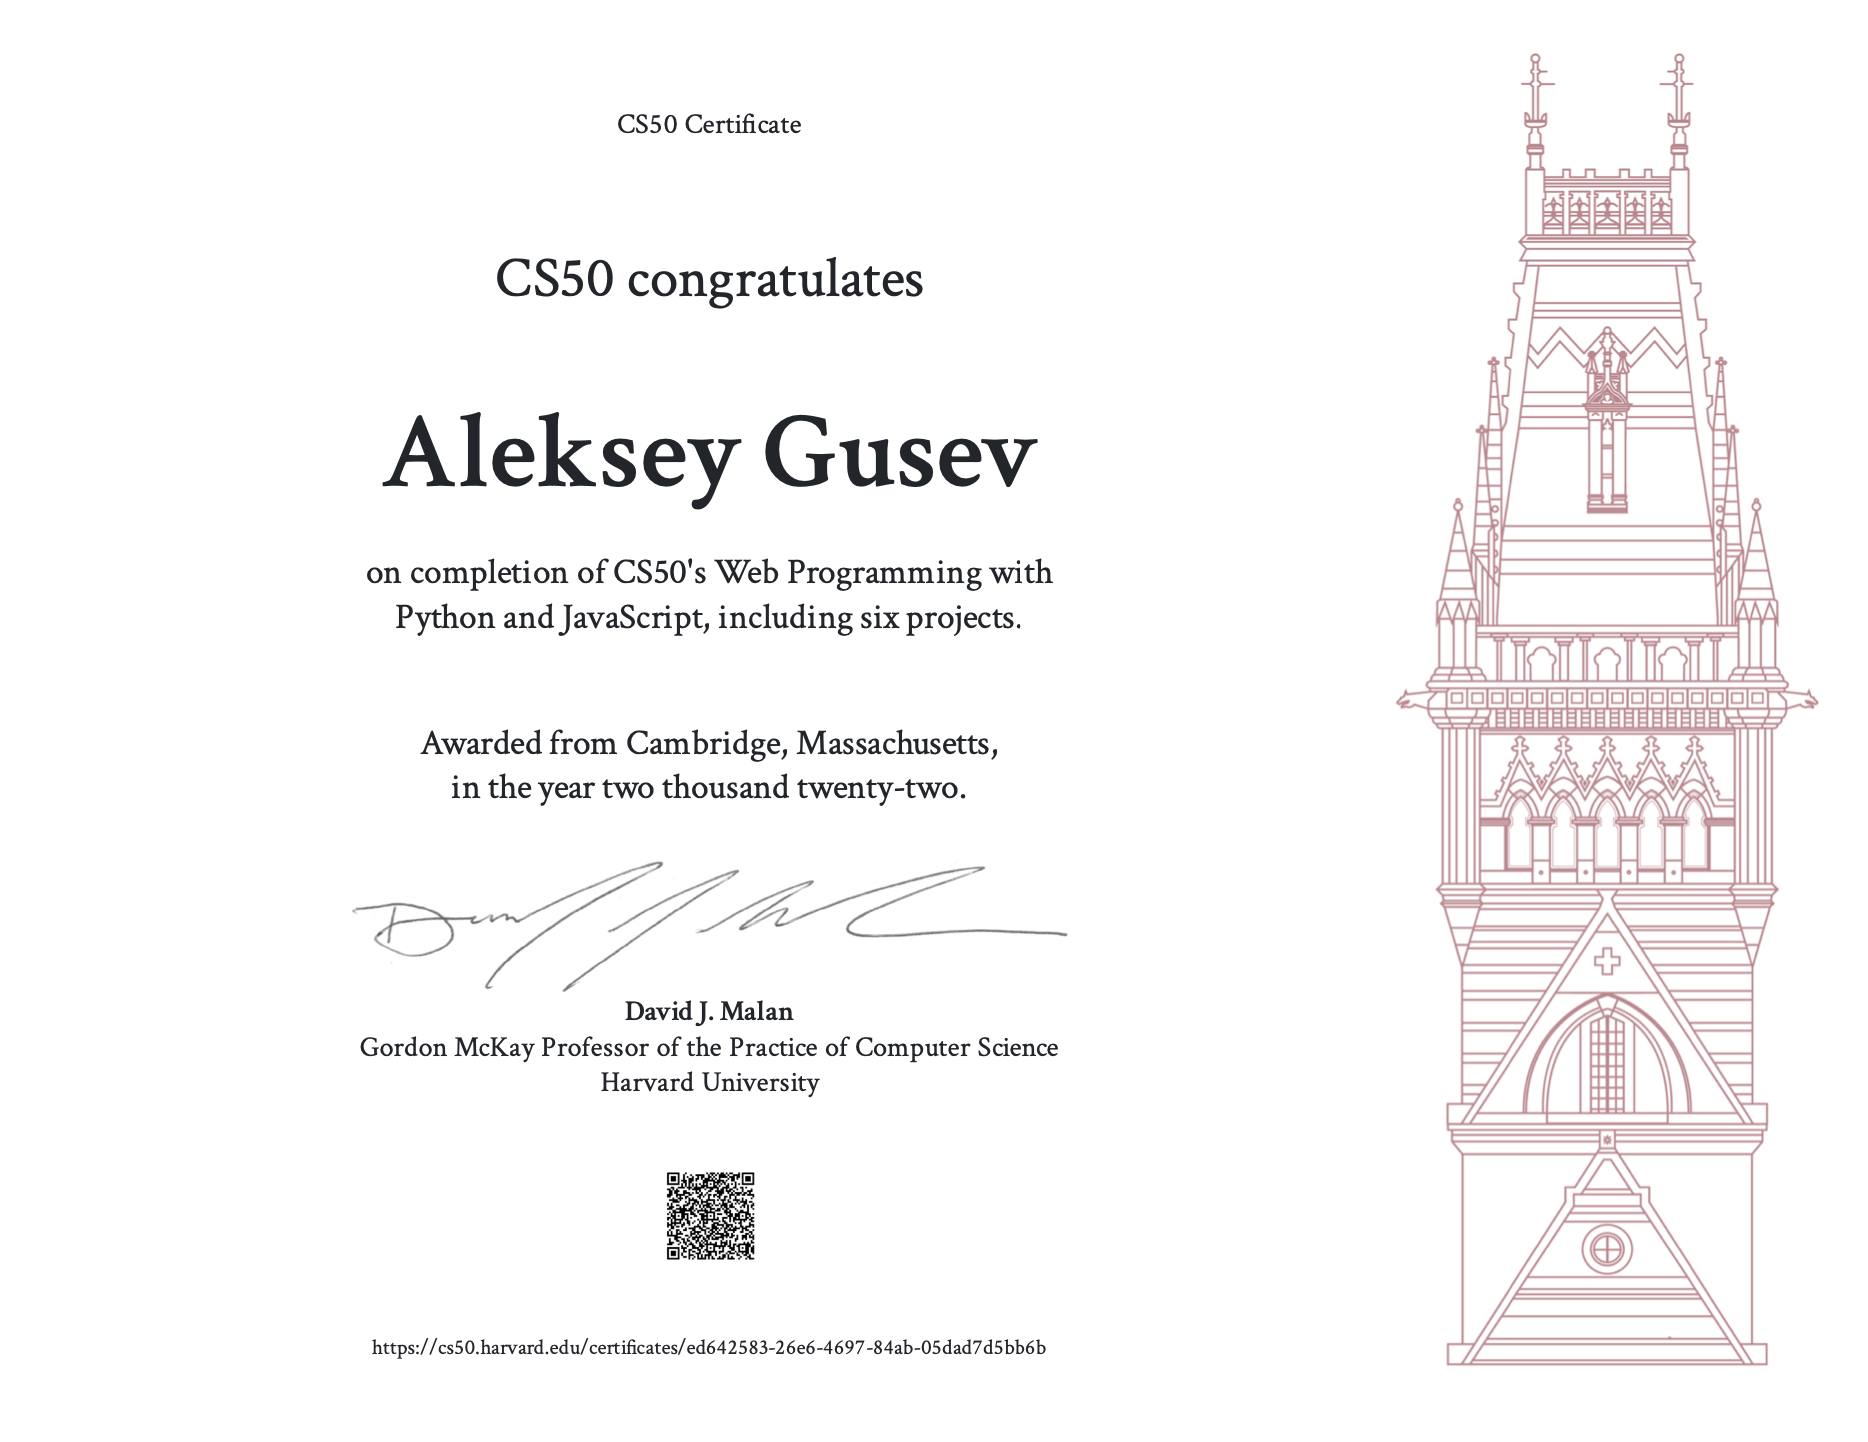 CS50 Certificate
CS50 congratulates
Aleksey Gusev
on completion of CS50's Web Programming with
Python and JavaScript, including six projects.
Awarded from Cambridge, Massachusetts,
in the year two thousand twenty-two.
David J. Malan
Gordon McKay Professor of the Practice of Computer Science
Harvard University
https://cs50.harvard.edu/certificates/ed642583-26e6-4697-84ab-05dad7d5bb6b